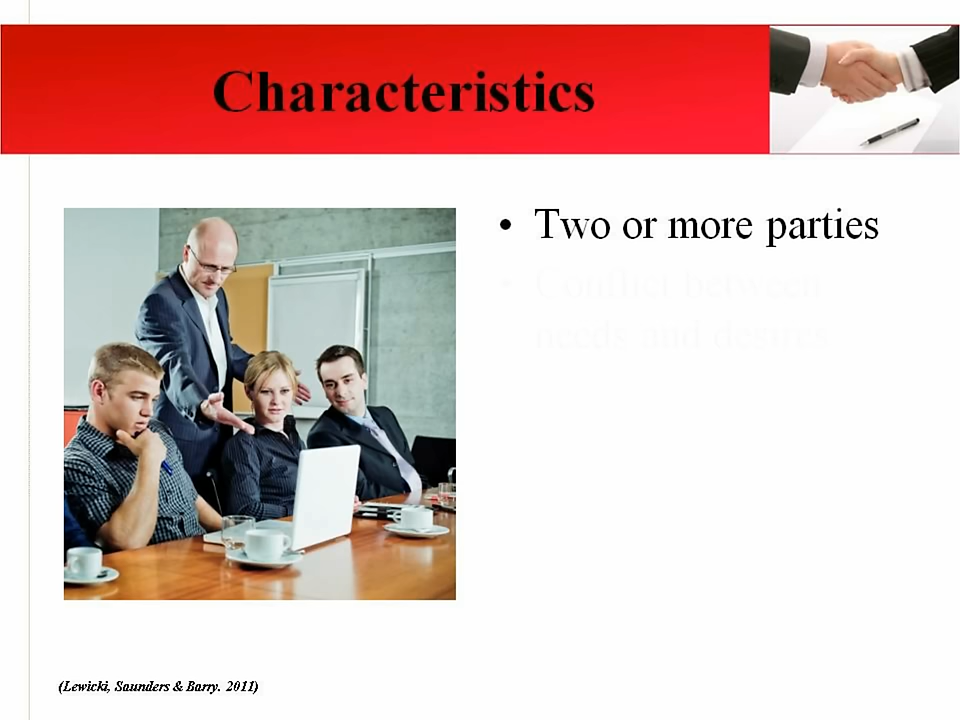 Characteristics
• Two or more parties
• Conflict between
needs and desires
(Lewicki, Saunders & Barry. 2011)